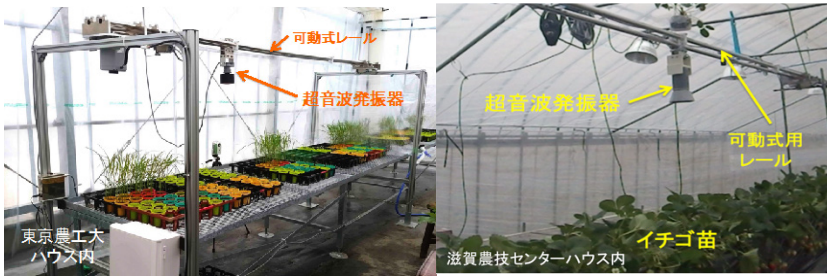 可動式レール
超音波発振器
東京農工大
ハウス内
超音波発振器
可動式用
レール
イチゴ苗
滋賀農技センターハウス内